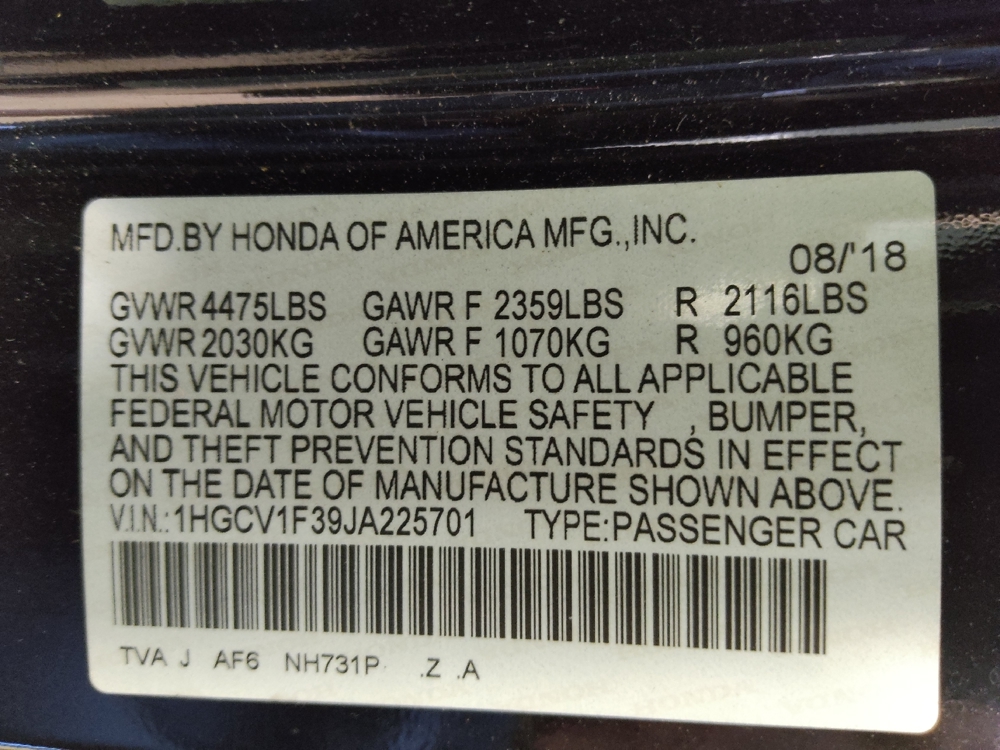 MFD.BY HONDA OF AMERICA MFG.,INC.
08/'18
GVWR 4475LBS GAWR F 2359LBS R 2116LBS
GVWR 2030KG GAWR F 1070KG R 960KG
THIS VEHICLE CONFORMS TO ALL APPLICABLE
FEDERAL MOTOR VEHICLE SAFETY , BUMPER,
AND THEFT PREVENTION STANDARDS IN EFFECT
ON THE DATE OF MANUFACTURE SHOWN ABOVE.
V.I.N.:1HGCV1F39JA225701 TYPE:PASSENGER CAR
TVA J AF6 NH731P .Z .A